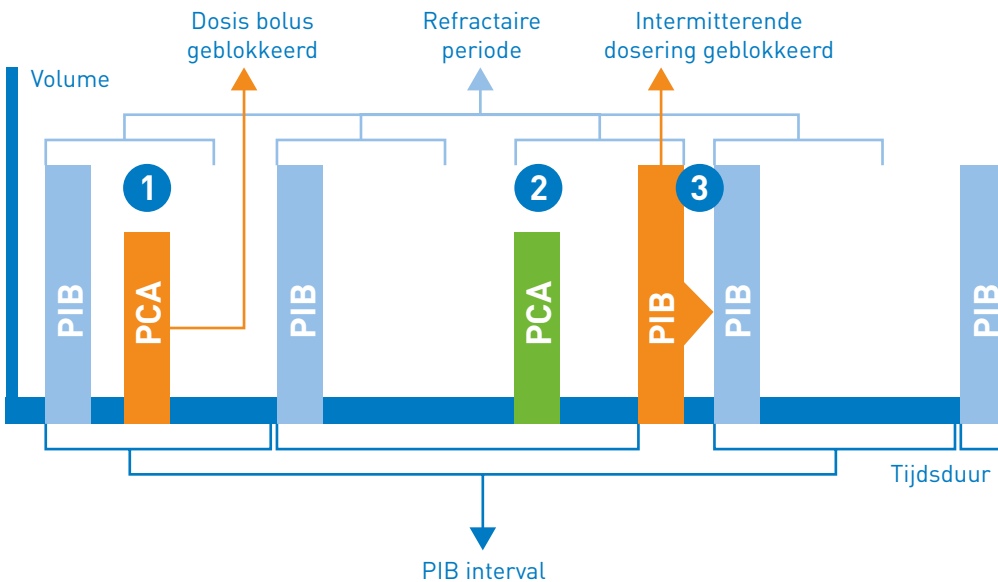 Dosis bolus
geblokkeerd
Refractaire
periode
Intermitterende
dosering geblokkeerd
Volume
1
2
3
PIB
PCA
PIB
PCA
PIB
PIB
PIB
Tijdsduur
PIB interval